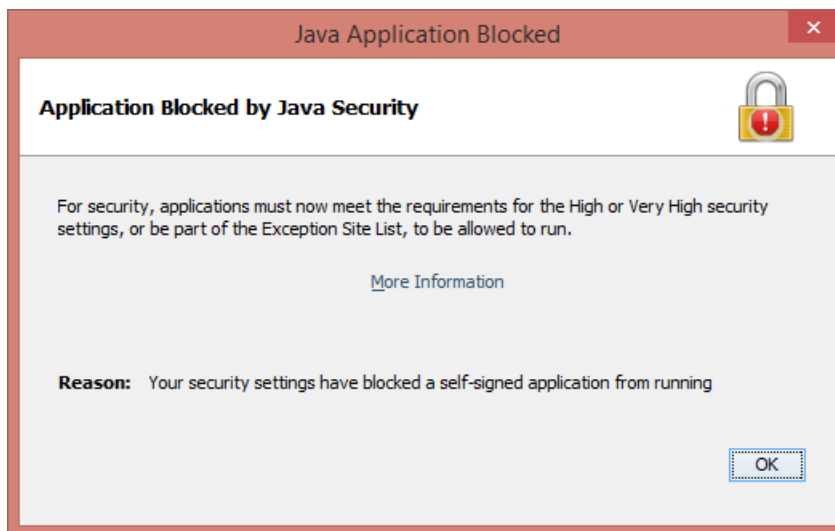 Java Application Blocked
Application Blocked by Java Security
For security, applications must now meet the requirements for the High or Very High security
settings, or be part of the Exception Site List, to be allowed to run.
More Information
Reason: Your security settings have blocked a self-signed application from running
OK